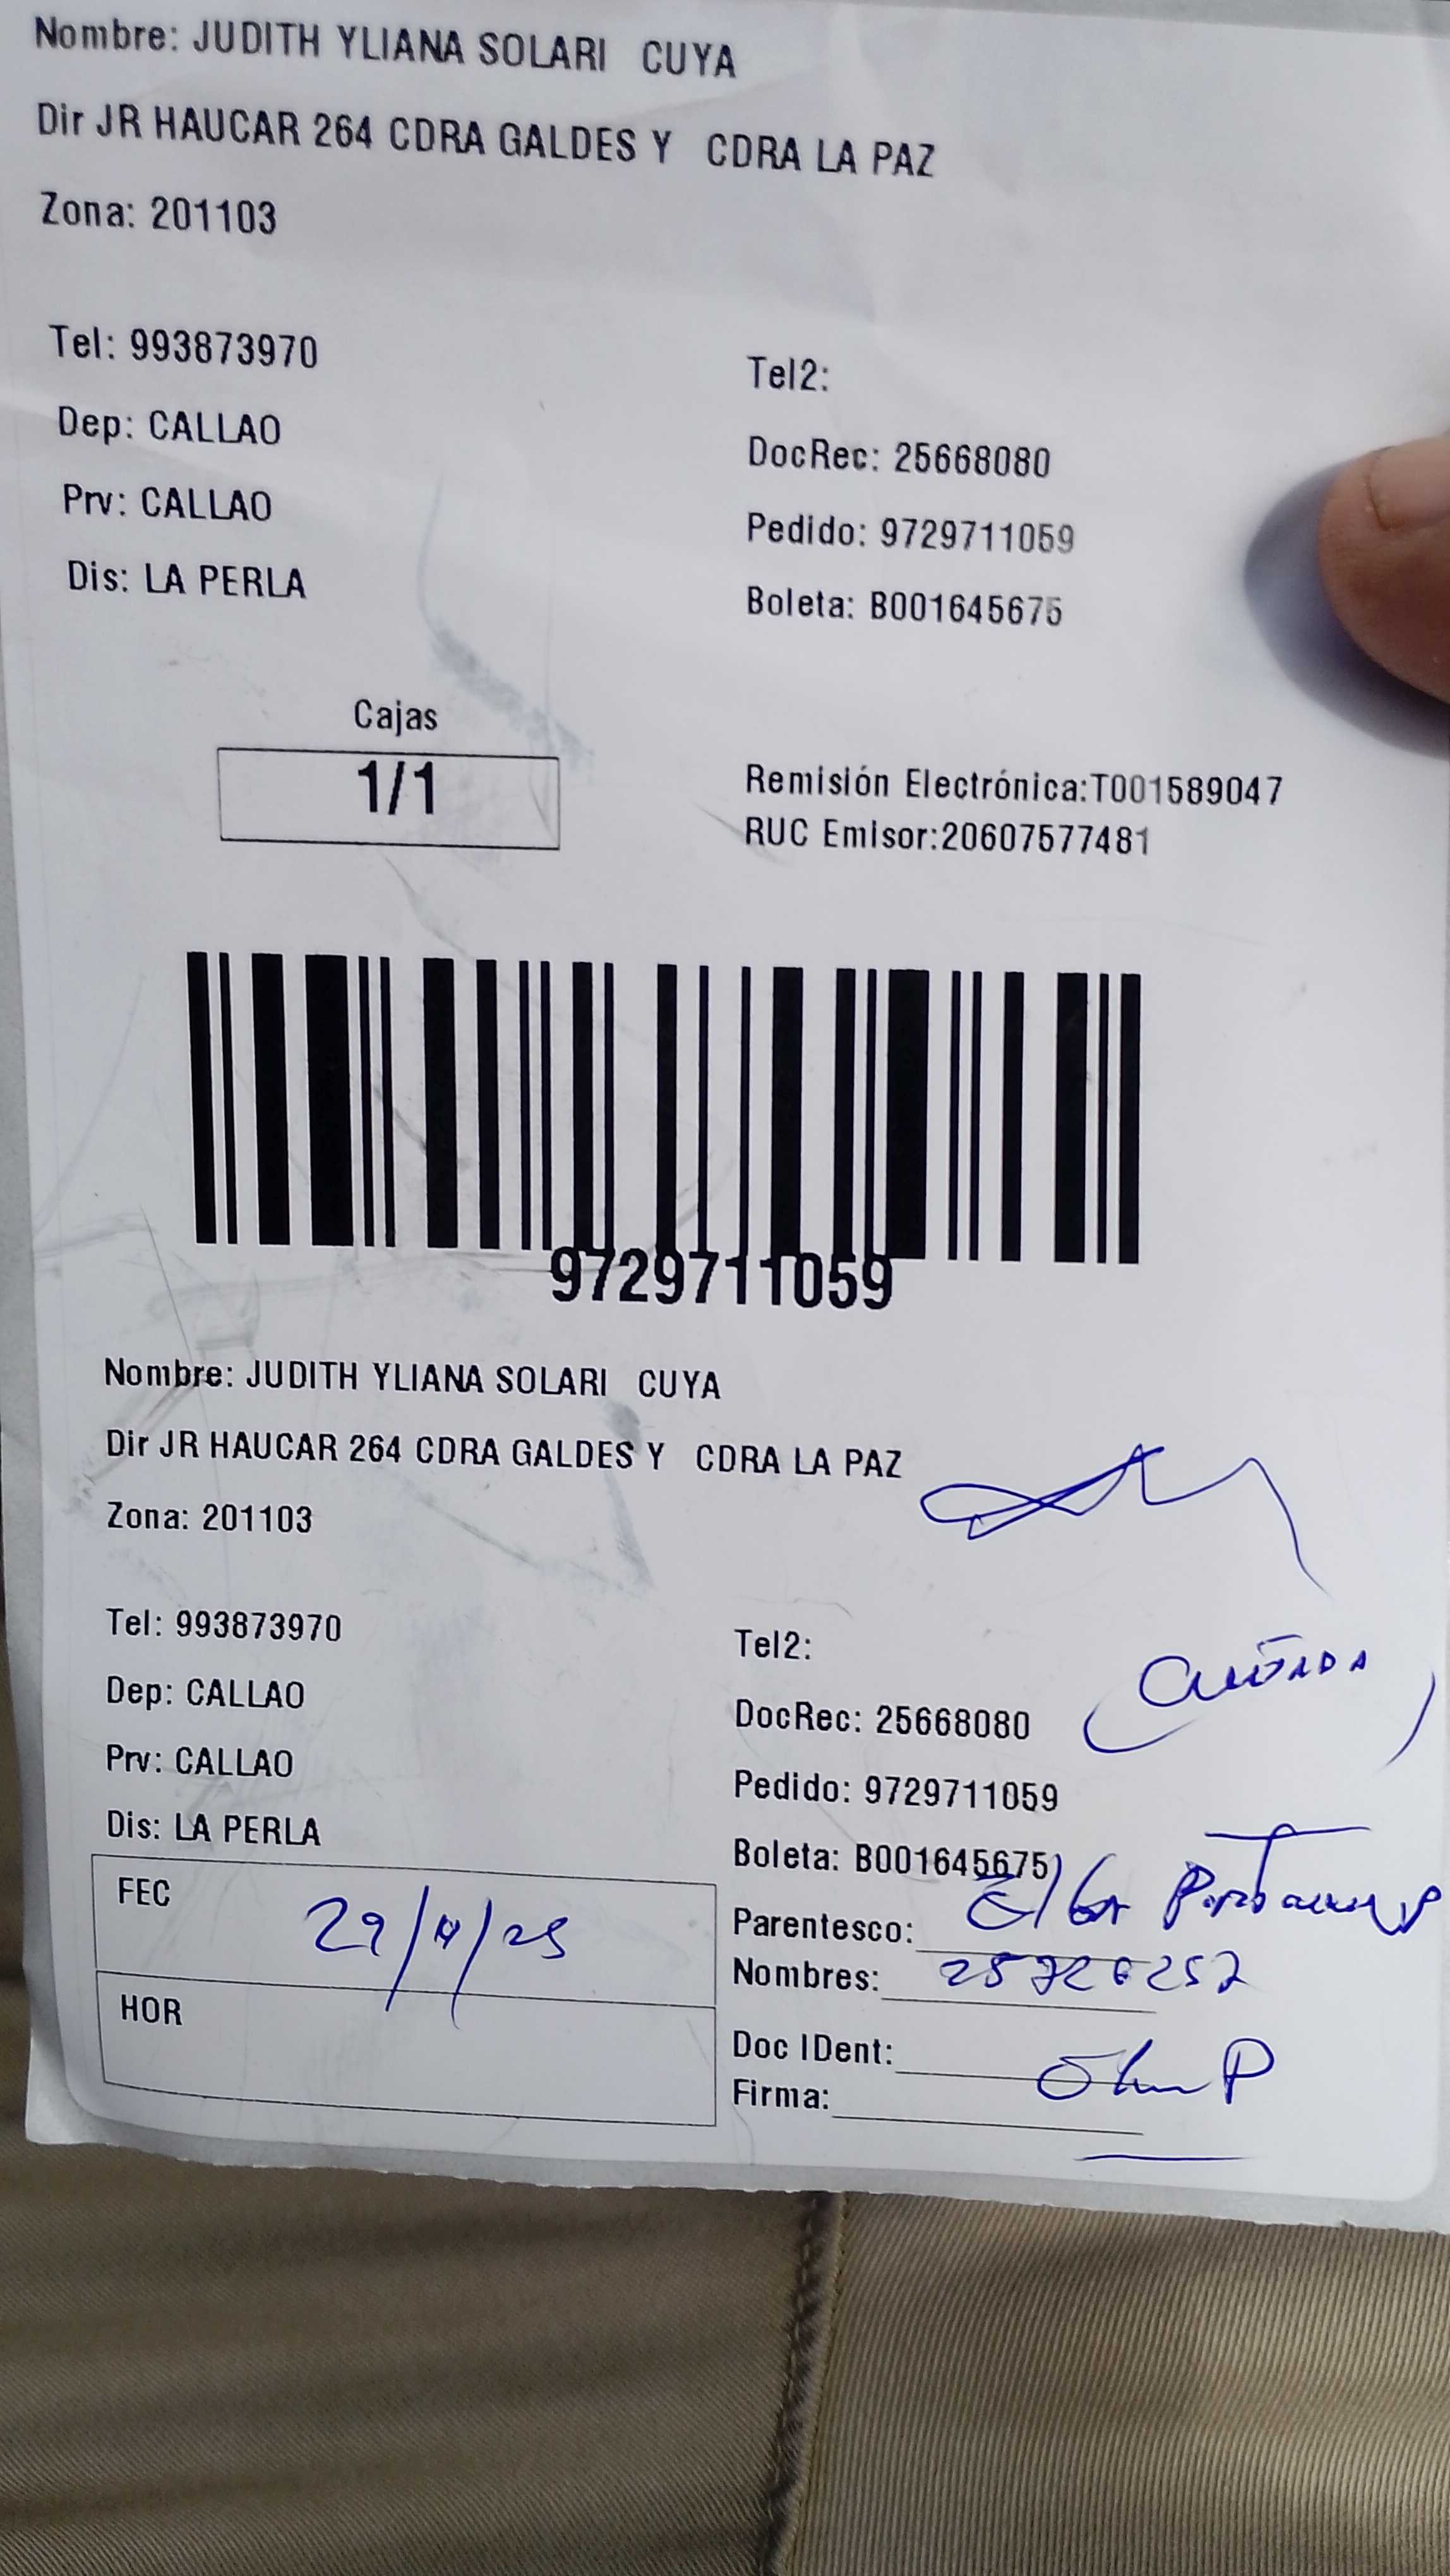 Nombre: JUDITH YLIANA SOLARI CUYA
Dir JR HAUCAR 264 CDRA GALDES Y CDRA LA PAZ
Zona: 201103
Tel: 993873970
Tel2:
Dep: CALLAO
DocRec: 25668080
Prv: CALLAO
Pedido: 9729711059
Dis: LA PERLA
Boleta: B001645675
Cajas
1/1
Remisión Electrónica:T001589047
RUC Emisor:20607577481
9729711059
Nombre: JUDITH YLIANA SOLARI CUYA
Dir JR HAUCAR 264 CDRA GALDES Y CDRA LA PAZ
Zona: 201103
Tel: 993873970
Tel2:
CUÑADA
Dep: CALLAO
DocRec: 25668080
Prv: CALLAO
Pedido: 9729711059
Dis: LA PERLA
Boleta: B001645675
FEC
Parentesco:
Nombres: 25726257
HOR
Doc IDent:
Firma: